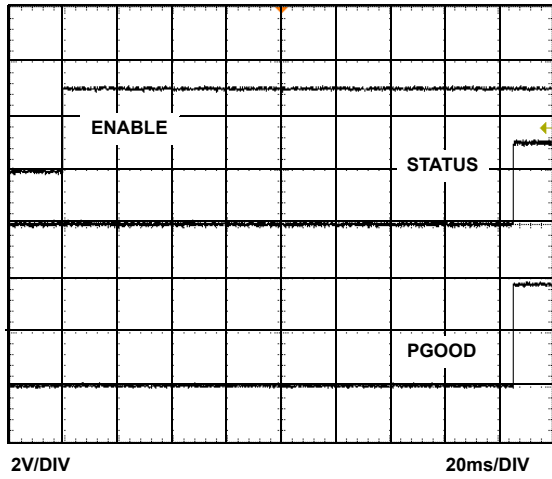 ENABLE
STATUS
PGOOD
2V/DIV
20ms/DIV